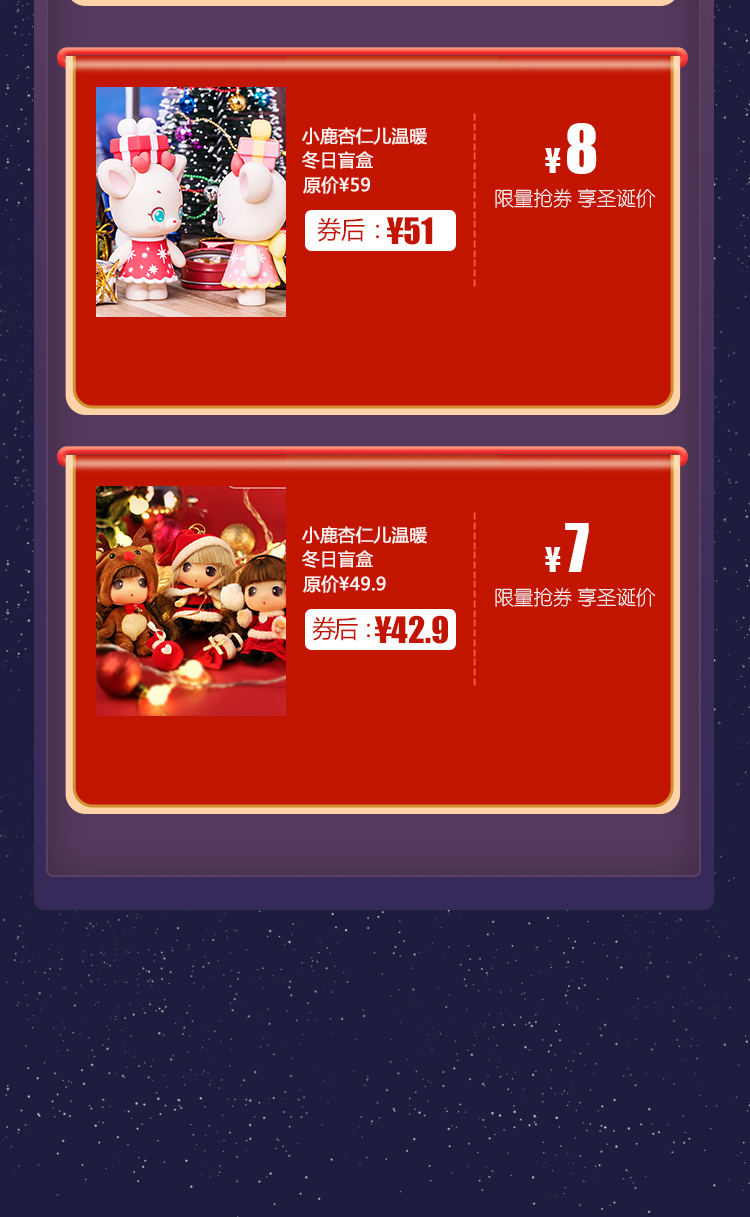 小鹿杏仁儿温暖
冬日盲盒
原价¥59
券后：¥51
¥8
限量抢券 享圣诞价
小鹿杏仁儿温暖
冬日盲盒
原价¥49.9
券后：¥42.9
¥7
限量抢券 享圣诞价